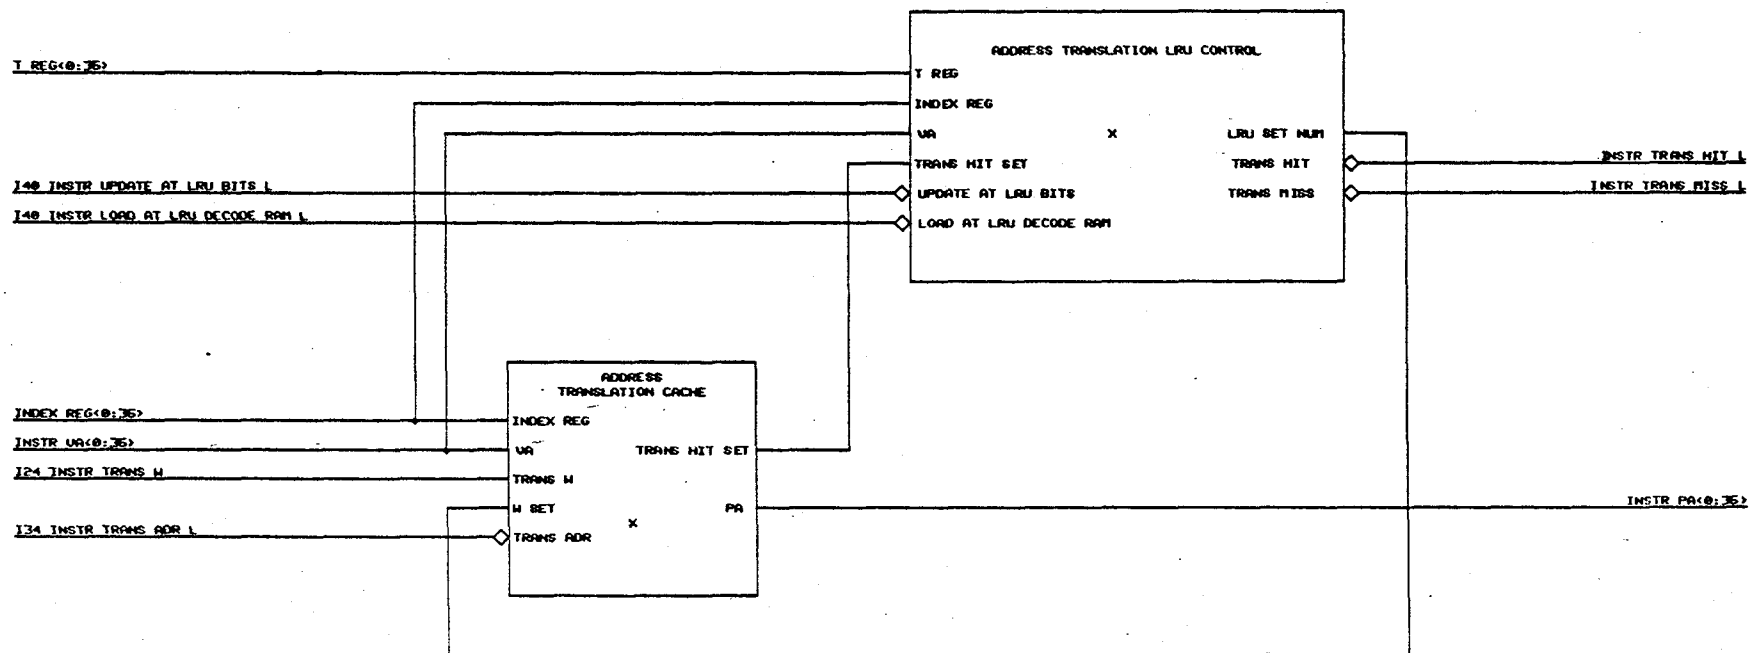 ADDRESS TRANSLATION LRU CONTROL
T REG<0:35>
T REG
INDEX REG
VA
X
LRU SET NUM
TRANS HIT SET
TRANS HIT
INSTR TRANS HIT L
I40 INSTR UPDATE AT LRU BITS L
UPDATE AT LRU BITS
TRANS MISS
INSTR TRANS MISS L
I40 INSTR LOAD AT LRU DECODE RAM L
LOAD AT LRU DECODE RAM
ADDRESS
TRANSLATION CACHE
INDEX REG<0:35>
INDEX REG
INSTR VA<0:35>
VA
TRANS HIT SET
I24 INSTR TRANS W
TRANS W
W SET
PA
INSTR PA<0:35>
X
I34 INSTR TRANS ADR L
TRANS ADR